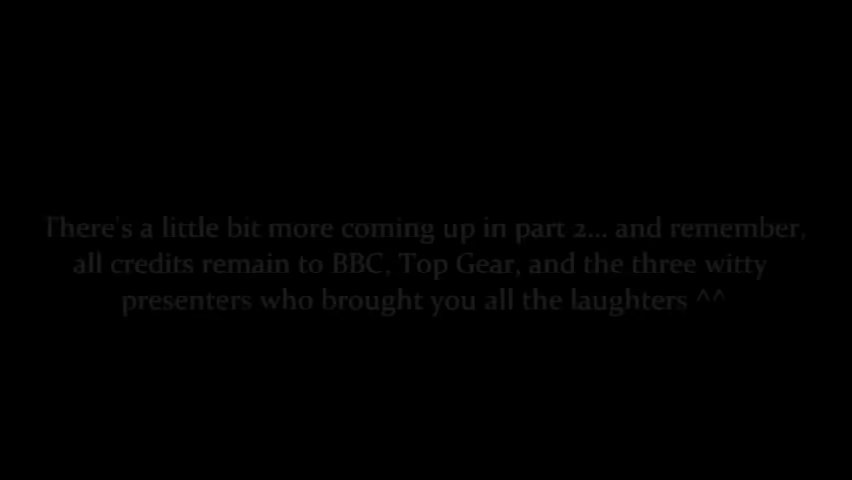 There's a little bit more coming up in part 2... and remember,
all credits remain to BBC, Top Gear, and the three witty
presenters who brought you all the laughters ^^